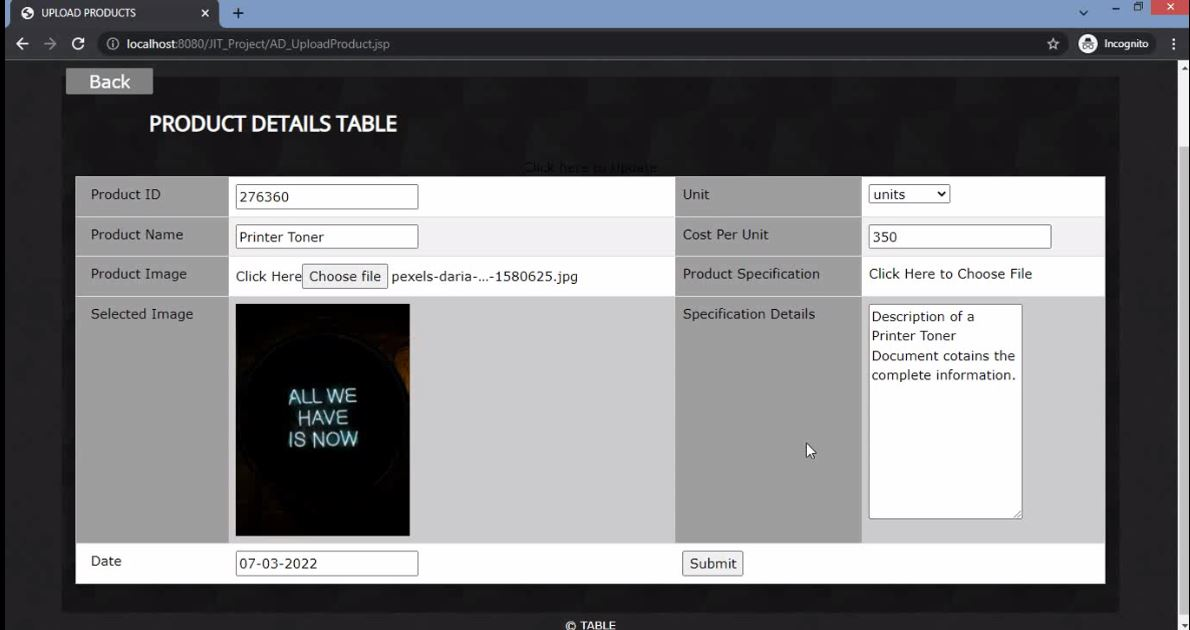 UPLOAD PRODUCTS
localhost:8080/JIT_Project/AD_UploadProduct.jsp
Incognito
Back
PRODUCT DETAILS TABLE
Click here to Update
Product ID 276360 Unit units
Product Name Printer Toner Cost Per Unit 350
Product Image Click Here Choose file pexels-daria-...-1580625.jpg Product Specification Click Here to Choose File
Selected Image Specification Details
ALL WE
HAVE
IS NOW
Description of a
Printer Toner
Document cotains the
complete information.
Date 07-03-2022 Submit
© TABLE